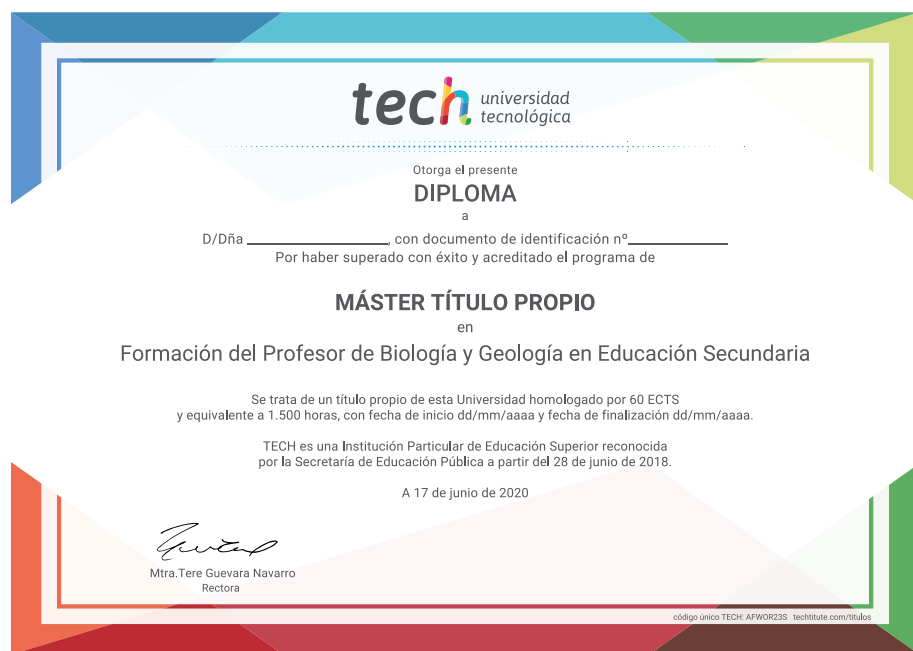 tech universidad
tecnológica
Otorga el presente
DIPLOMA
a
D/Dña ____________, con documento de identificación nº____________
Por haber superado con éxito y acreditado el programa de
MÁSTER TÍTULO PROPIO
en
Formación del Profesor de Biología y Geología en Educación Secundaria
Se trata de un título propio de esta Universidad homologado por 60 ECTS
y equivalente a 1.500 horas, con fecha de inicio dd/mm/aaaa y fecha de finalización dd/mm/aaaa.
TECH es una Institución Particular de Educación Superior reconocida
por la Secretaría de Educación Pública a partir del 28 de junio de 2018.
A 17 de junio de 2020
Mtra.Tere Guevara Navarro
Rectora
código único TECH: AFWOR23S techtitute.com/titulos